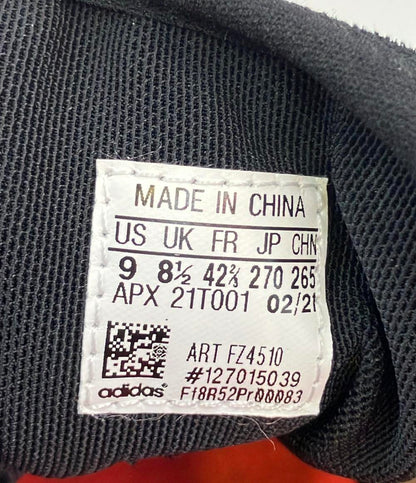 MADE IN CHINA
US UK FR JP CHN
9 8½ 42⅔ 270 265
APX 21T001 02/21
ART FZ4510
#127015039
adidas® F18R52Pr00083